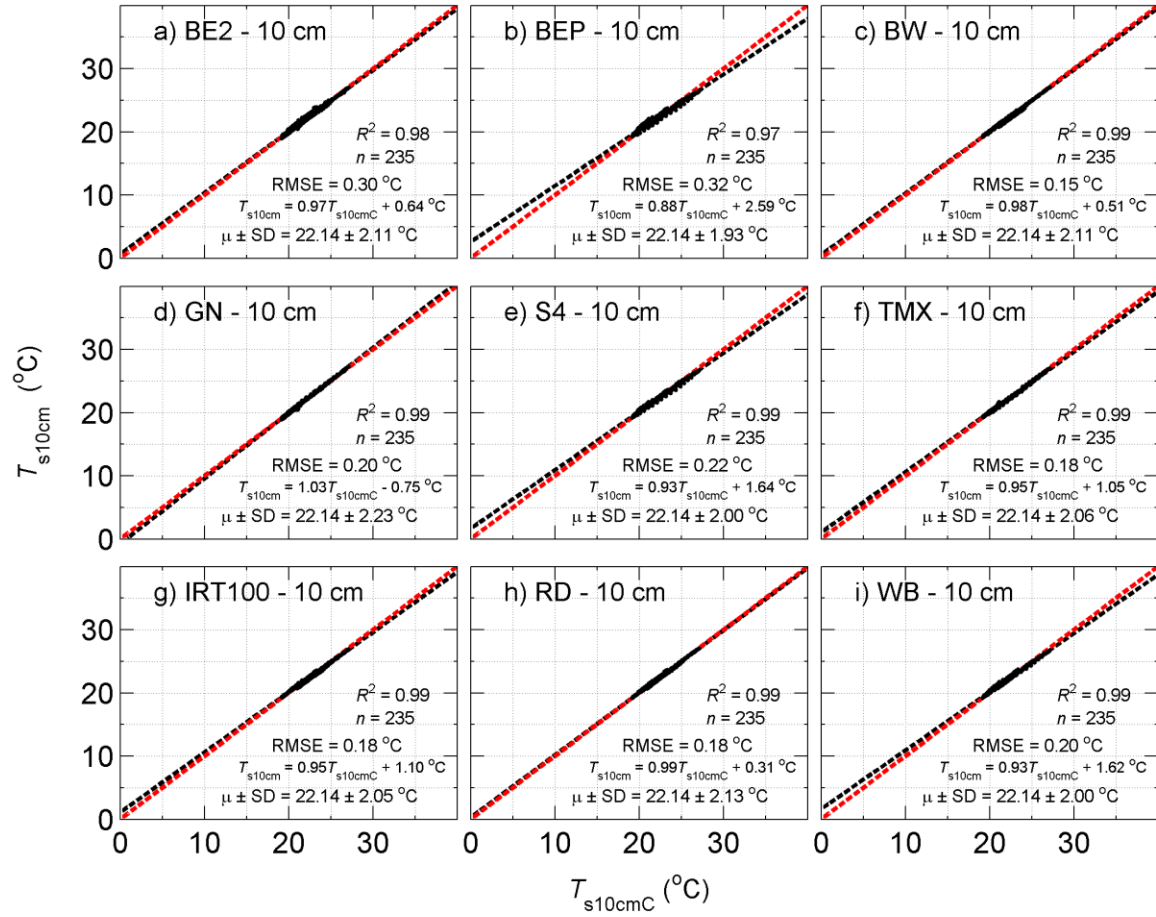 a) BE2 - 10 cm
R² = 0.98
n = 235
RMSE = 0.30 °C
Ts10cm = 0.97Ts10cmC + 0.64 °C
µ ± SD = 22.14 ± 2.11 °C
b) BEP - 10 cm
R² = 0.97
n = 235
RMSE = 0.32 °C
Ts10cm = 0.88Ts10cmC + 2.59 °C
µ ± SD = 22.14 ± 1.93 °C
c) BW - 10 cm
R² = 0.99
n = 235
RMSE = 0.15 °C
Ts10cm = 0.98Ts10cmC + 0.51 °C
µ ± SD = 22.14 ± 2.11 °C
30
20
10
0
d) GN - 10 cm
R² = 0.99
n = 235
RMSE = 0.20 °C
Ts10cm = 1.03Ts10cmC - 0.75 °C
µ ± SD = 22.14 ± 2.23 °C
e) S4 - 10 cm
R² = 0.99
n = 235
RMSE = 0.22 °C
Ts10cm = 0.93Ts10cmC + 1.64 °C
µ ± SD = 22.14 ± 2.00 °C
f) TMX - 10 cm
R² = 0.99
n = 235
RMSE = 0.18 °C
Ts10cm = 0.95Ts10cmC + 1.05 °C
µ ± SD = 22.14 ± 2.06 °C
30
20
10
0
Ts10cm (°C)
g) IRT100 - 10 cm
R² = 0.99
n = 235
RMSE = 0.18 °C
Ts10cm = 0.95Ts10cmC + 1.10 °C
µ ± SD = 22.14 ± 2.05 °C
h) RD - 10 cm
R² = 0.99
n = 235
RMSE = 0.18 °C
Ts10cm = 0.99Ts10cmC + 0.31 °C
µ ± SD = 22.14 ± 2.13 °C
i) WB - 10 cm
R² = 0.99
n = 235
RMSE = 0.20 °C
Ts10cm = 0.93Ts10cmC + 1.62 °C
µ ± SD = 22.14 ± 2.00 °C
30
20
10
0
0 10 20 30 0 10 20 30 0 10 20 30
Ts10cmC (°C)